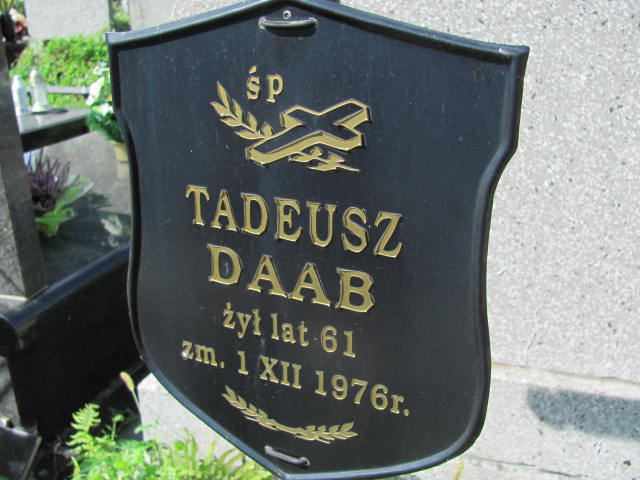 śp
TADEUSZ
DAAB
żył lat 61
zm. 1 XII 1976r.